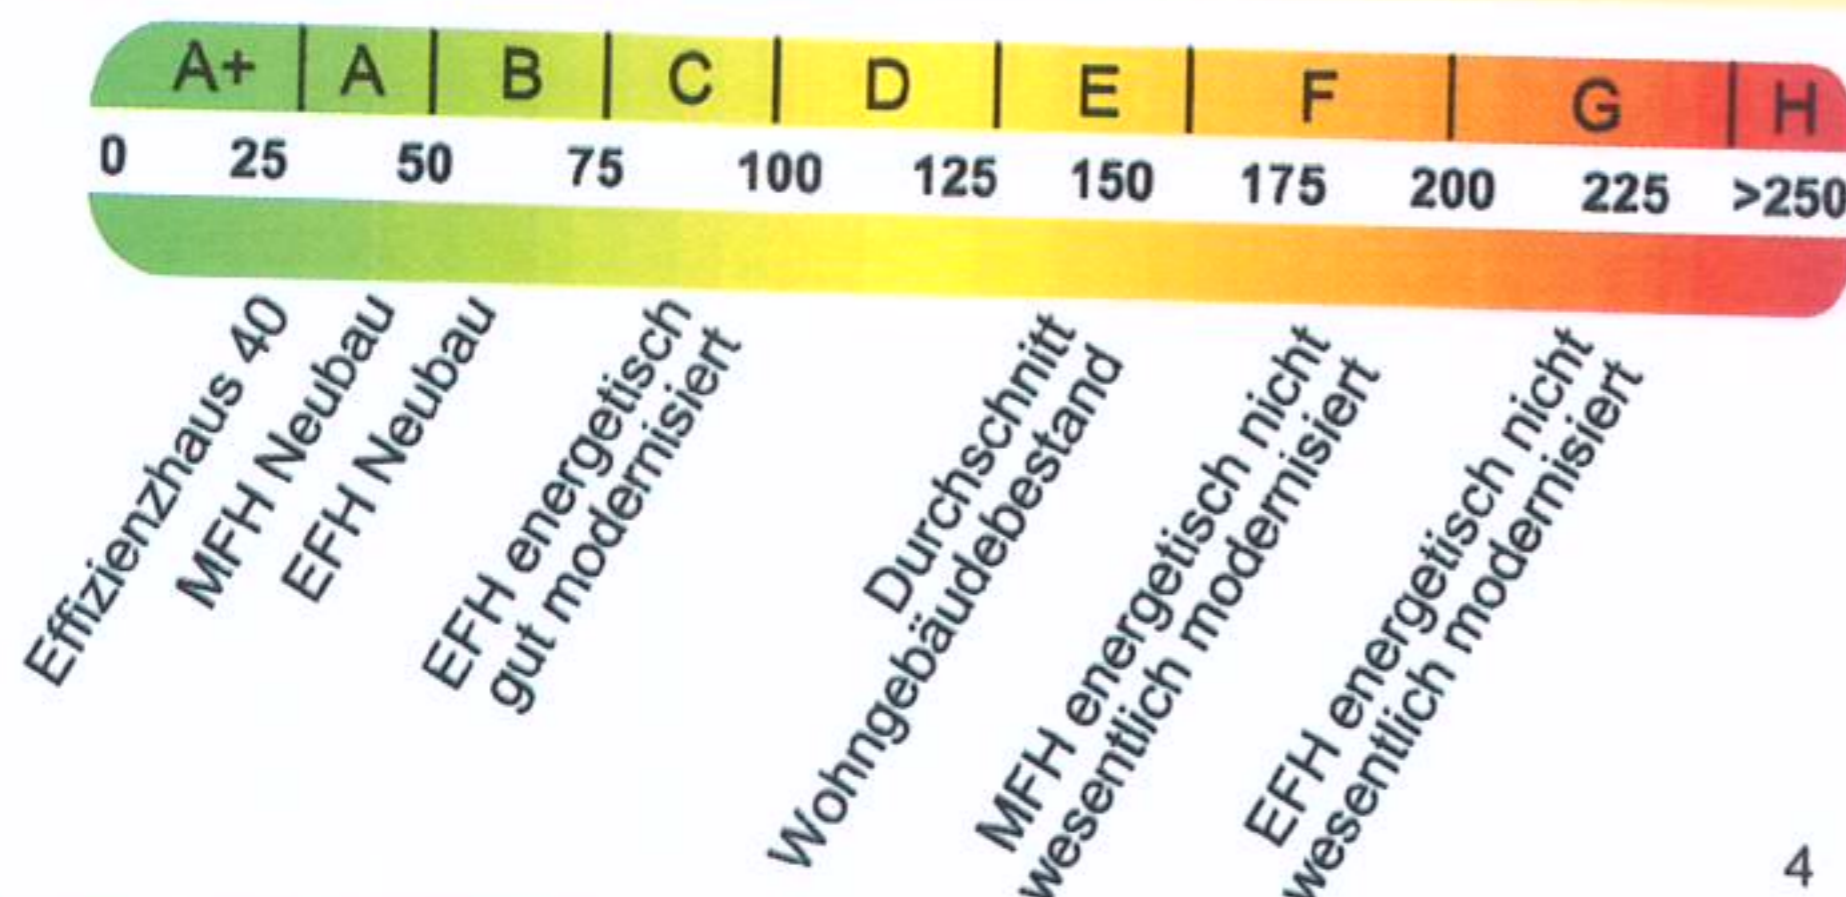 A+ A B C D E F G H
0 25 50 75 100 125 150 175 200 225 >250
Effizienzhaus 40
MFH Neubau
EFH Neubau
EFH energetisch
gut modernisiert
Durchschnitt
Wohngebäudebestand
MFH energetisch nicht
wesentlich modernisiert
EFH energetisch nicht
wesentlich modernisiert
4